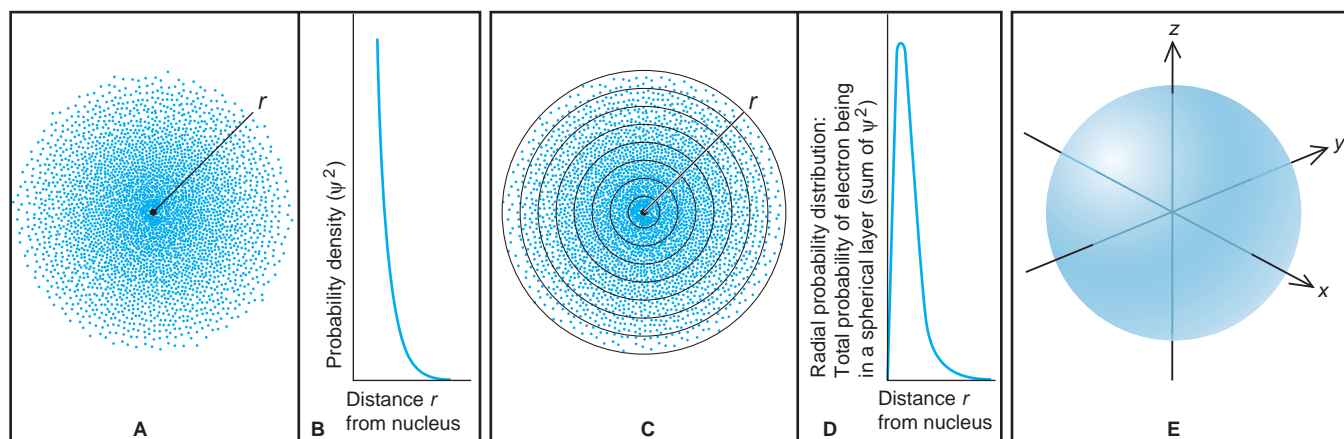 r
A
Probability density (ψ²)
Distance r
from nucleus
B
r
C
Radial probability distribution:
Total probability of electron being
in a spherical layer (sum of ψ²)
Distance r
from nucleus
D
z
y
x
E